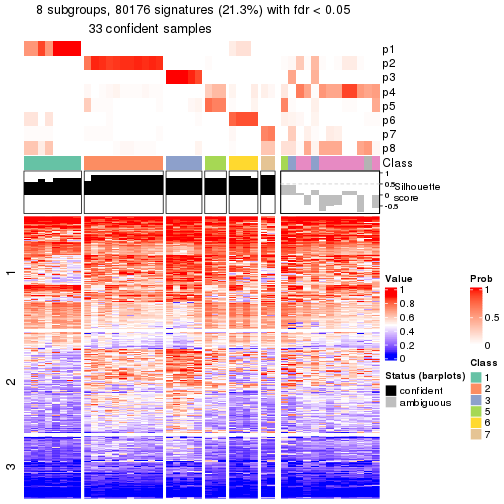 8 subgroups, 80176 signatures (21.3%) with fdr < 0.05
33 confident samples
p1
p2
p3
p4
p5
p6
p7
p8
Class
1
0.5
0
-0.5
Silhouette
score
1
2
3
Value
1
0.8
0.6
0.4
0.2
0
Prob
1
0.5
0
Status (barplots)
confident
ambiguous
Class
1
2
3
5
6
7